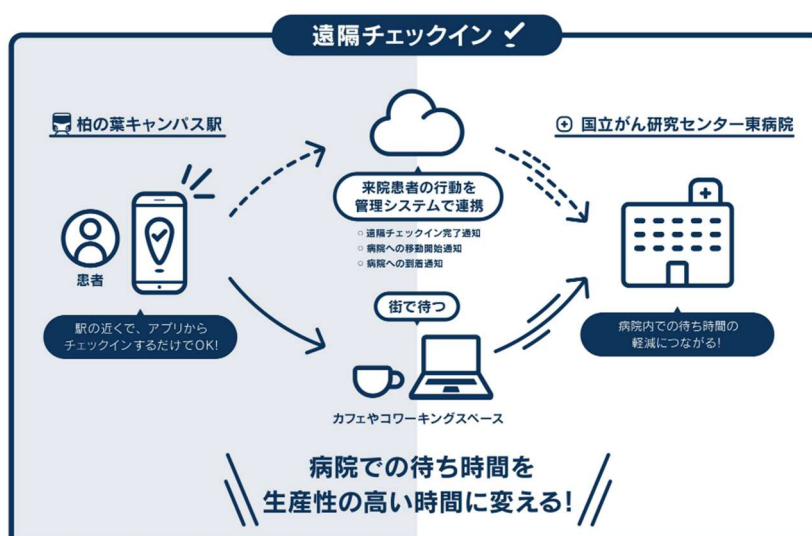 遠隔チェックイン
柏の葉キャンパス駅
国立がん研究センター東病院
来院患者の行動を
管理システムで連携
○ 遠隔チェックイン完了通知
○ 病院への移動開始通知
○ 病院への到着通知
患者
駅の近くで、アプリから
チェックインするだけでOK!
街で待つ
病院内での待ち時間の
軽減につながる!
カフェやコワーキングスペース
病院での待ち時間を
生産性の高い時間に変える!